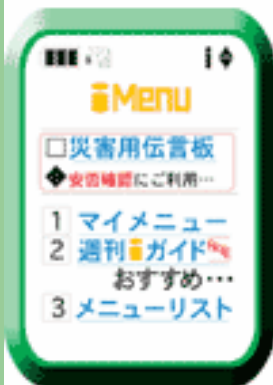 iMenu
□災害用伝言板
◆安否確認にご利用…
1 マイメニュー
2 週刊iガイド
おすすめ…
3 メニューリスト